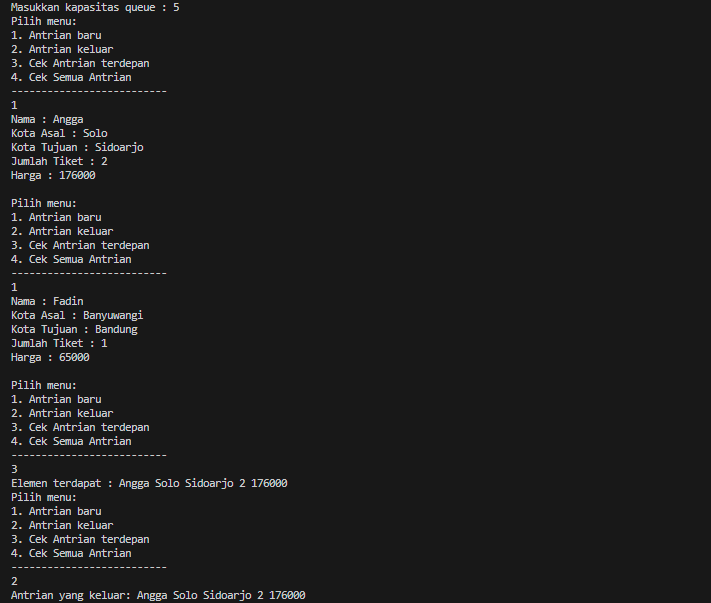 Masukkan kapasitas queue : 5
Pilih menu:
1. Antrian baru
2. Antrian keluar
3. Cek Antrian terdepan
4. Cek Semua Antrian
--------------------------
1
Nama : Angga
Kota Asal : Solo
Kota Tujuan : Sidoarjo
Jumlah Tiket : 2
Harga : 176000

Pilih menu:
1. Antrian baru
2. Antrian keluar
3. Cek Antrian terdepan
4. Cek Semua Antrian
--------------------------
1
Nama : Fadin
Kota Asal : Banyuwangi
Kota Tujuan : Bandung
Jumlah Tiket : 1
Harga : 65000

Pilih menu:
1. Antrian baru
2. Antrian keluar
3. Cek Antrian terdepan
4. Cek Semua Antrian
--------------------------
3
Elemen terdapat : Angga Solo Sidoarjo 2 176000
Pilih menu:
1. Antrian baru
2. Antrian keluar
3. Cek Antrian terdepan
4. Cek Semua Antrian
--------------------------
2
Antrian yang keluar: Angga Solo Sidoarjo 2 176000